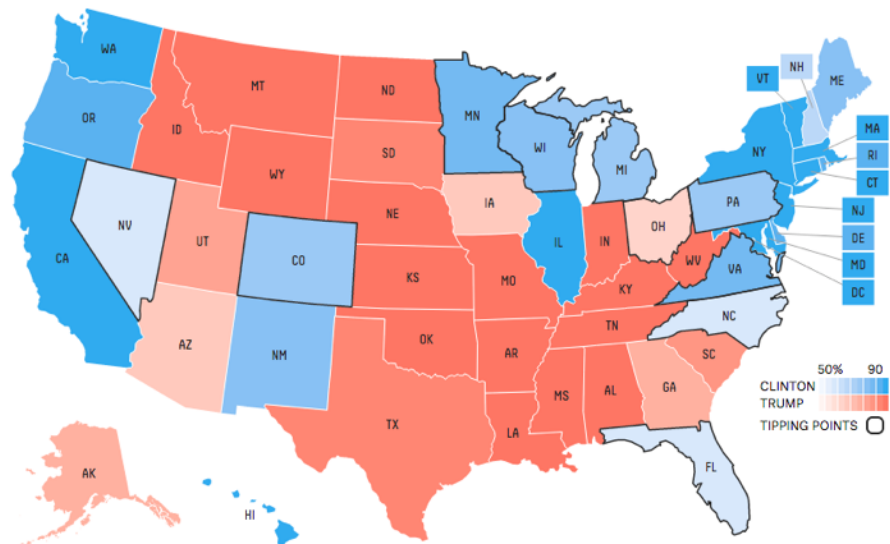 WA
NH
ME
VT
MT
ND
MN
OR
MA
ID
WI
NY
RI
SD
MI
WY
CT
PA
IA
NE
NJ
NV
OH
IL
IN
DE
UT
CA
CO
WV
MD
VA
KS
MO
KY
DC
NC
TN
OK
AZ
NM
AR
SC
50% 90
GA
CLINTON
MS
AL
TRUMP
TX
TIPPING POINTS
LA
FL
AK
HI